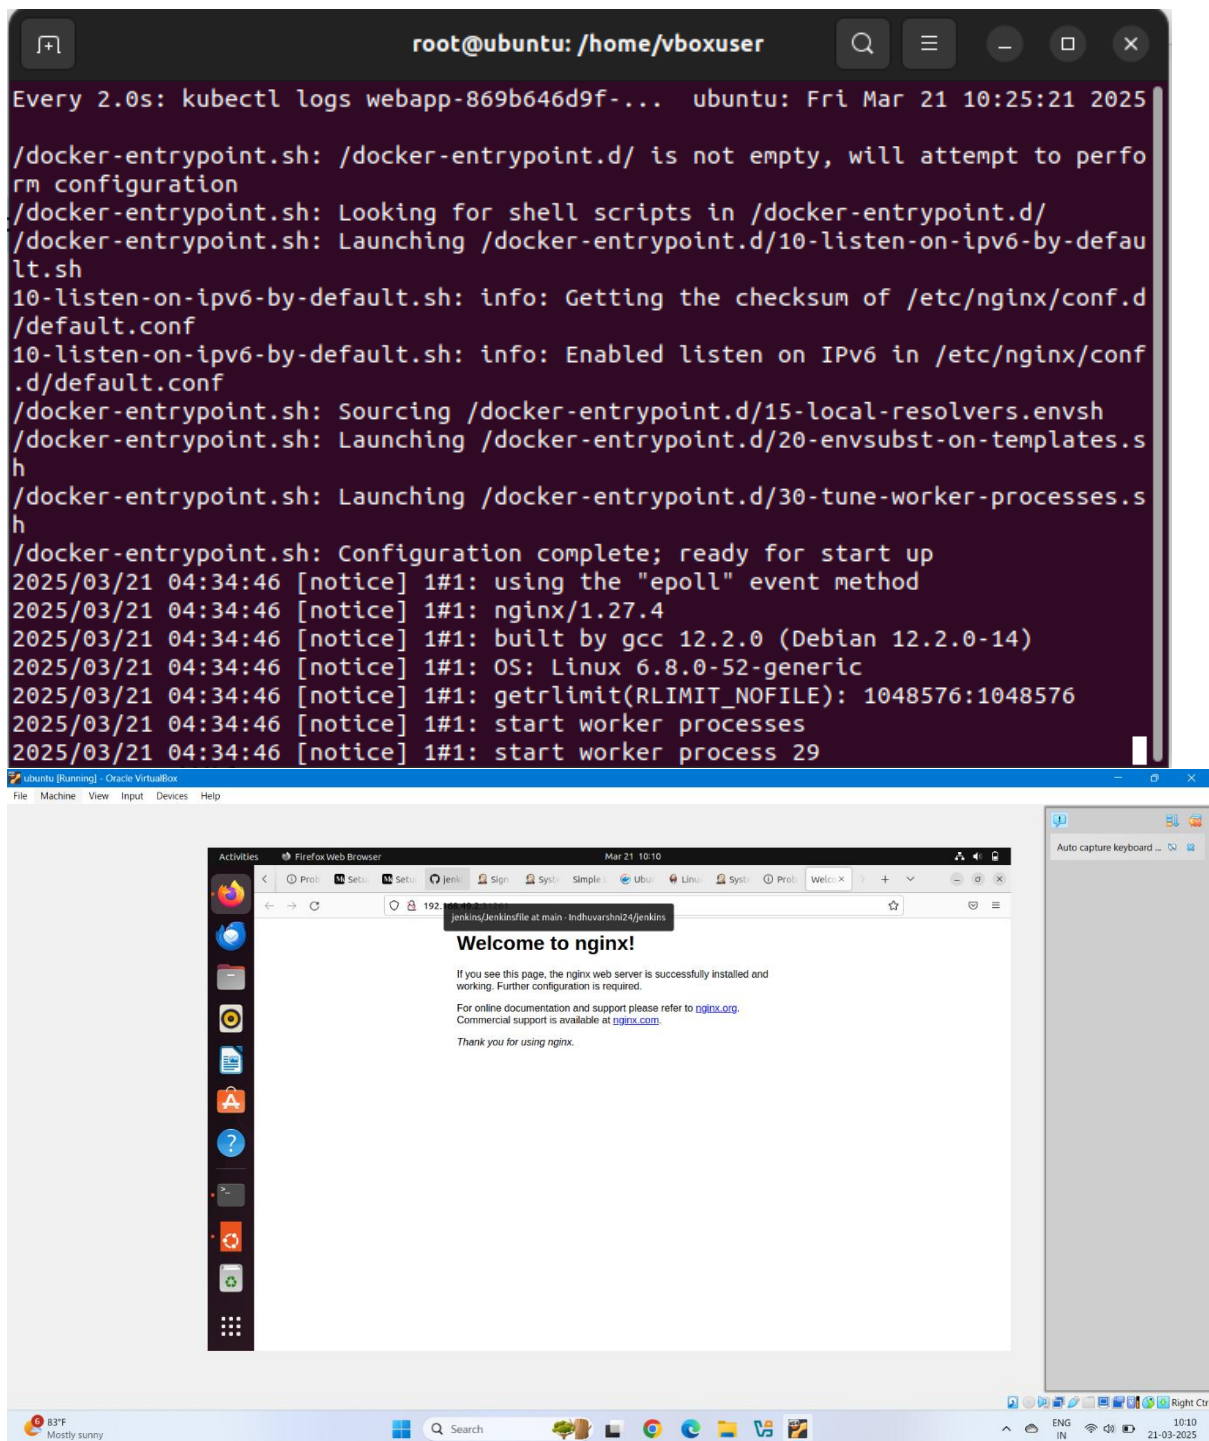 root@ubuntu: /home/vboxuser
Every 2.0s: kubectl logs webapp-869b646d9f-...  ubuntu: Fri Mar 21 10:25:21 2025
/docker-entrypoint.sh: /docker-entrypoint.d/ is not empty, will attempt to perfo
rm configuration
/docker-entrypoint.sh: Looking for shell scripts in /docker-entrypoint.d/
/docker-entrypoint.sh: Launching /docker-entrypoint.d/10-listen-on-ipv6-by-defau
lt.sh
10-listen-on-ipv6-by-default.sh: info: Getting the checksum of /etc/nginx/conf.d
/default.conf
10-listen-on-ipv6-by-default.sh: info: Enabled listen on IPv6 in /etc/nginx/conf
.d/default.conf
/docker-entrypoint.sh: Sourcing /docker-entrypoint.d/15-local-resolvers.envsh
/docker-entrypoint.sh: Launching /docker-entrypoint.d/20-envsubst-on-templates.s
h
/docker-entrypoint.sh: Launching /docker-entrypoint.d/30-tune-worker-processes.s
h
/docker-entrypoint.sh: Configuration complete; ready for start up
2025/03/21 04:34:46 [notice] 1#1: using the "epoll" event method
2025/03/21 04:34:46 [notice] 1#1: nginx/1.27.4
2025/03/21 04:34:46 [notice] 1#1: built by gcc 12.2.0 (Debian 12.2.0-14)
2025/03/21 04:34:46 [notice] 1#1: OS: Linux 6.8.0-52-generic
2025/03/21 04:34:46 [notice] 1#1: getrlimit(RLIMIT_NOFILE): 1048576:1048576
2025/03/21 04:34:46 [notice] 1#1: start worker processes
2025/03/21 04:34:46 [notice] 1#1: start worker process 29
ubuntu [Running] - Oracle VirtualBox
File Machine View Input Devices Help
Auto capture keyboard ...
Activities Firefox Web Browser Mar 21 10:10
Prob Setu Setu jenk Sign Syst Simple Ubu Linu Syst Prob Welco
192.
jenkins/Jenkinsfile at main · Indhuvarshni24/jenkins
Welcome to nginx!
If you see this page, the nginx web server is successfully installed and
working. Further configuration is required.
For online documentation and support please refer to nginx.org.
Commercial support is available at nginx.com.
Thank you for using nginx.
Right Ctr
6
83°F
Mostly sunny
Search
ENG
IN
10:10
21-03-2025